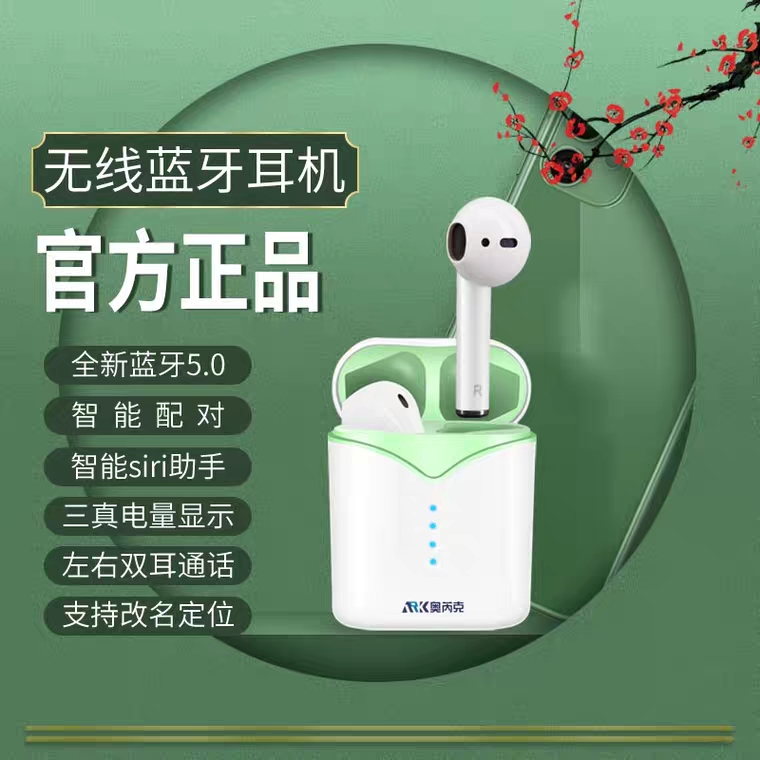 无线蓝牙耳机
官方正品
全新蓝牙5.0
智能配对
智能siri助手
三真电量显示
左右双耳通话
支持改名定位
R
ARK奥芮克